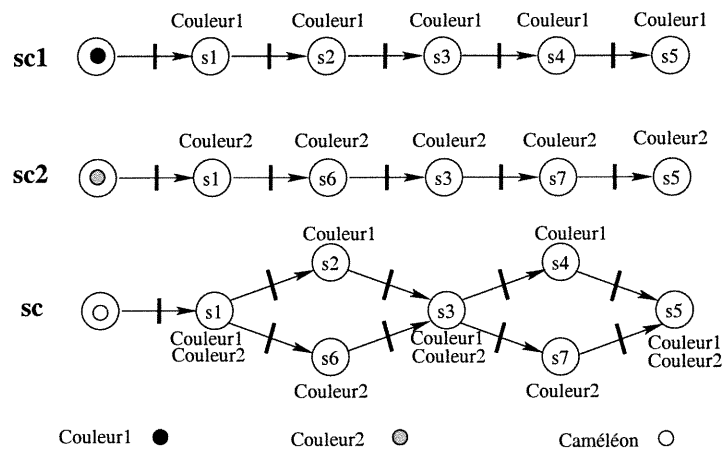 Couleur1 Couleur1 Couleur1 Couleur1 Couleur1
sc1 s1 s2 s3 s4 s5
Couleur2 Couleur2 Couleur2 Couleur2 Couleur2
sc2 s1 s6 s3 s7 s5
Couleur1 Couleur1
s2 s4
sc s1 s3 s5
Couleur1 Couleur1 Couleur1
Couleur2 Couleur2 Couleur2
s6 s7
Couleur2 Couleur2
Couleur1 Couleur2 Caméléon